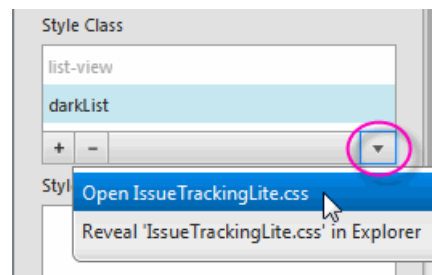 Style Class
list-view
darkList
+ −
Styl
Open IssueTrackingLite.css
Reveal 'IssueTrackingLite.css' in Explorer